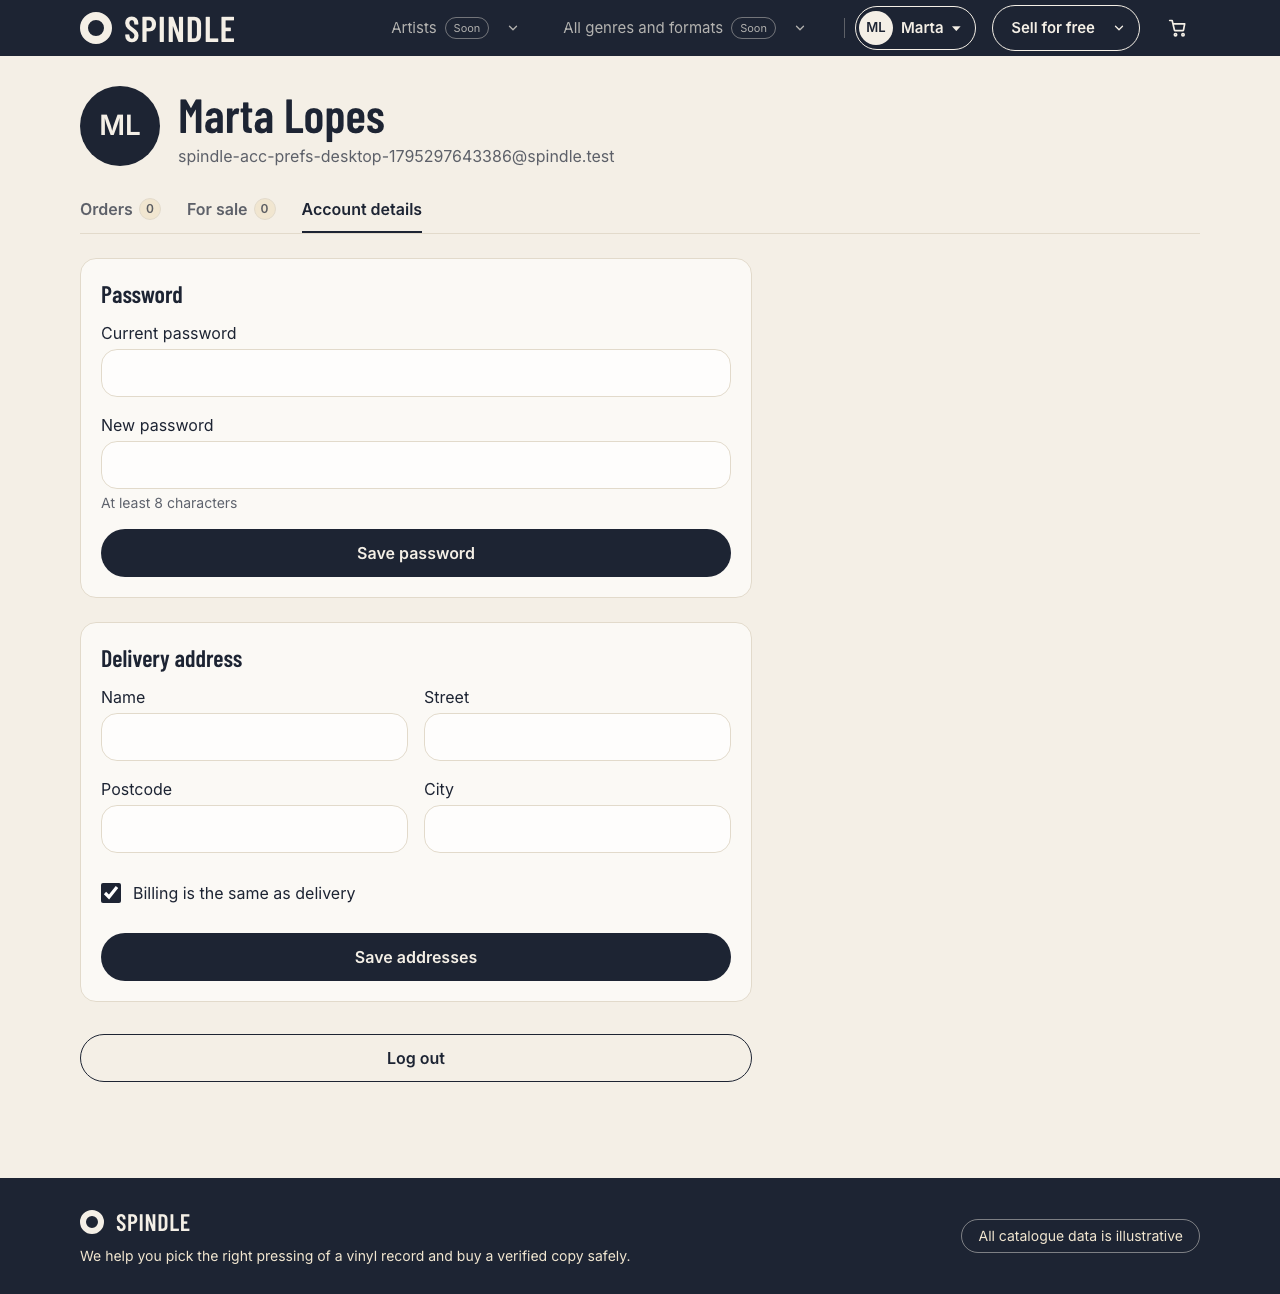 SPINDLE
Artists Soon
All genres and formats Soon
ML Marta
Sell for free
ML
Marta Lopes
spindle-acc-prefs-desktop-1795297643386@spindle.test
Orders 0
For sale 0
Account details
Password
Current password
New password
At least 8 characters
Save password
Delivery address
Name
Street
Postcode
City
Billing is the same as delivery
Save addresses
Log out
SPINDLE
We help you pick the right pressing of a vinyl record and buy a verified copy safely.
All catalogue data is illustrative